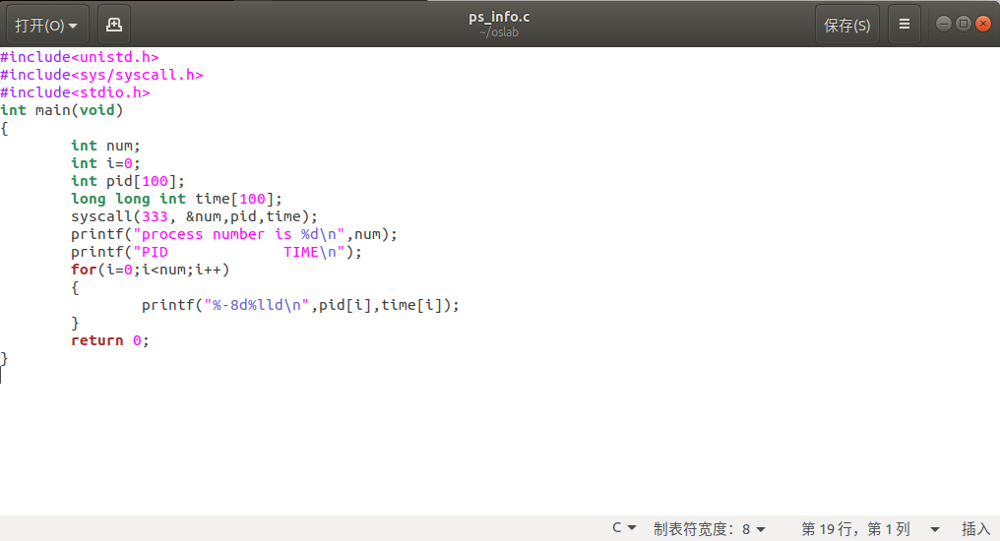 打开(O)
ps_info.c
~/oslab
保存(S)
#include<unistd.h>
#include<sys/syscall.h>
#include<stdio.h>
int main(void)
{
        int num;
        int i=0;
        int pid[100];
        long long int time[100];
        syscall(333, &num,pid,time);
        printf("process number is %d\n",num);
        printf("PID             TIME\n");
        for(i=0;i<num;i++)
        {
                printf("%-8d%lld\n",pid[i],time[i]);
        }
        return 0;
}
C 制表符宽度：8 第 19 行，第 1 列 插入